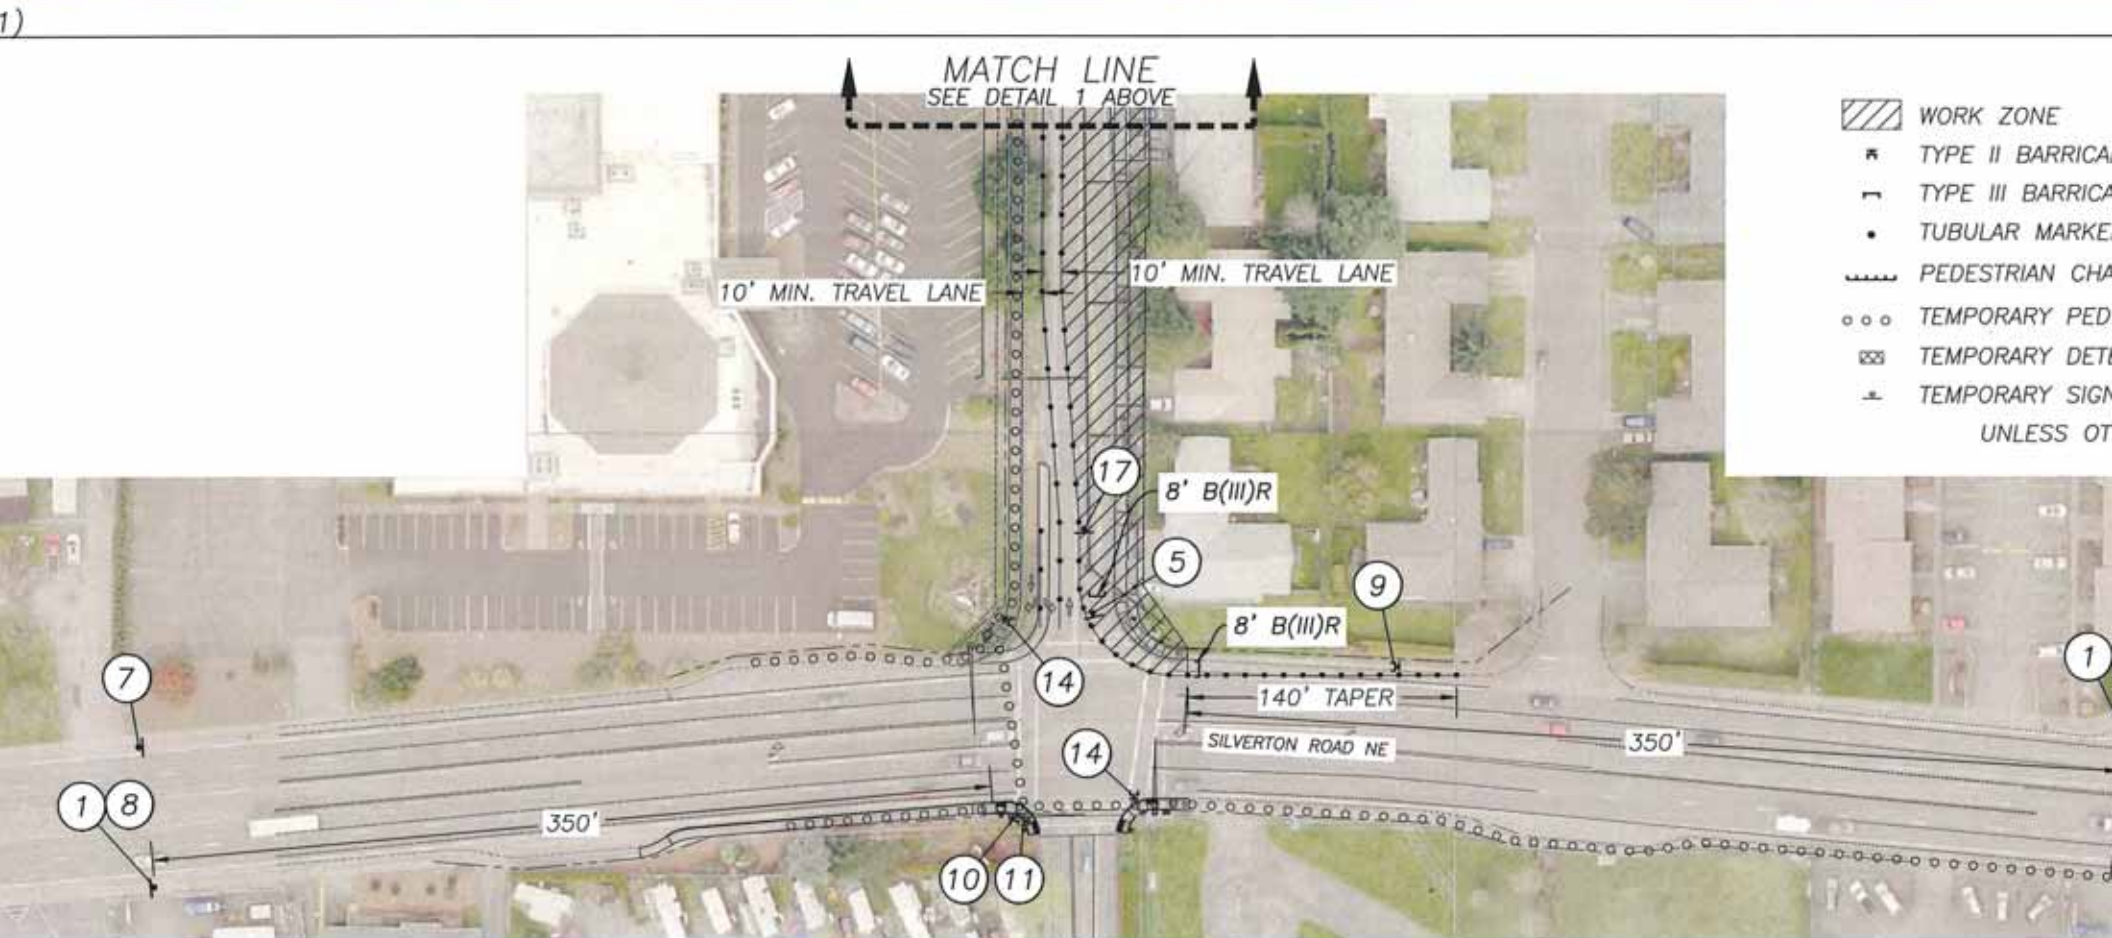 1)
MATCH LINE
SEE DETAIL 1 ABOVE
WORK ZONE
TYPE II BARRICA
TYPE III BARRICA
TUBULAR MARKE
PEDESTRIAN CHA
TEMPORARY PED
TEMPORARY DETE
TEMPORARY SIGN
UNLESS OT
10' MIN. TRAVEL LANE
10' MIN. TRAVEL LANE
17
8' B(III)R
5
9
8' B(III)R
7
14
1
140' TAPER
SILVERTON ROAD NE
350'
14
1 8
350'
10 11